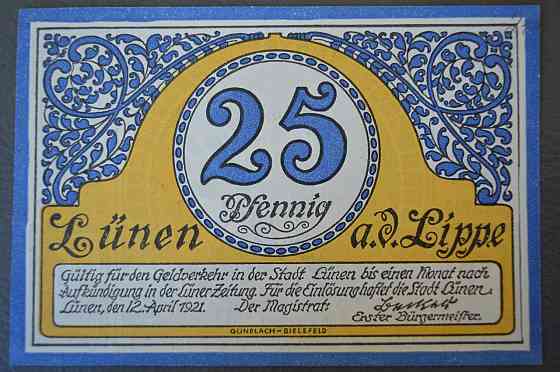 25
Pfennig
Lünen a.d. Lippe
Gültig für den Geldverkehr in der Stadt Lünen bis einen Monat nach
Aufkündigung in der Lüner Zeitung. Für die Einlösung haftet die Stadt Lünen.
Lünen, den 12. April 1921. Der Magistrat:
Erster Bürgermeister.
GUNDLACH-BIELEFELD